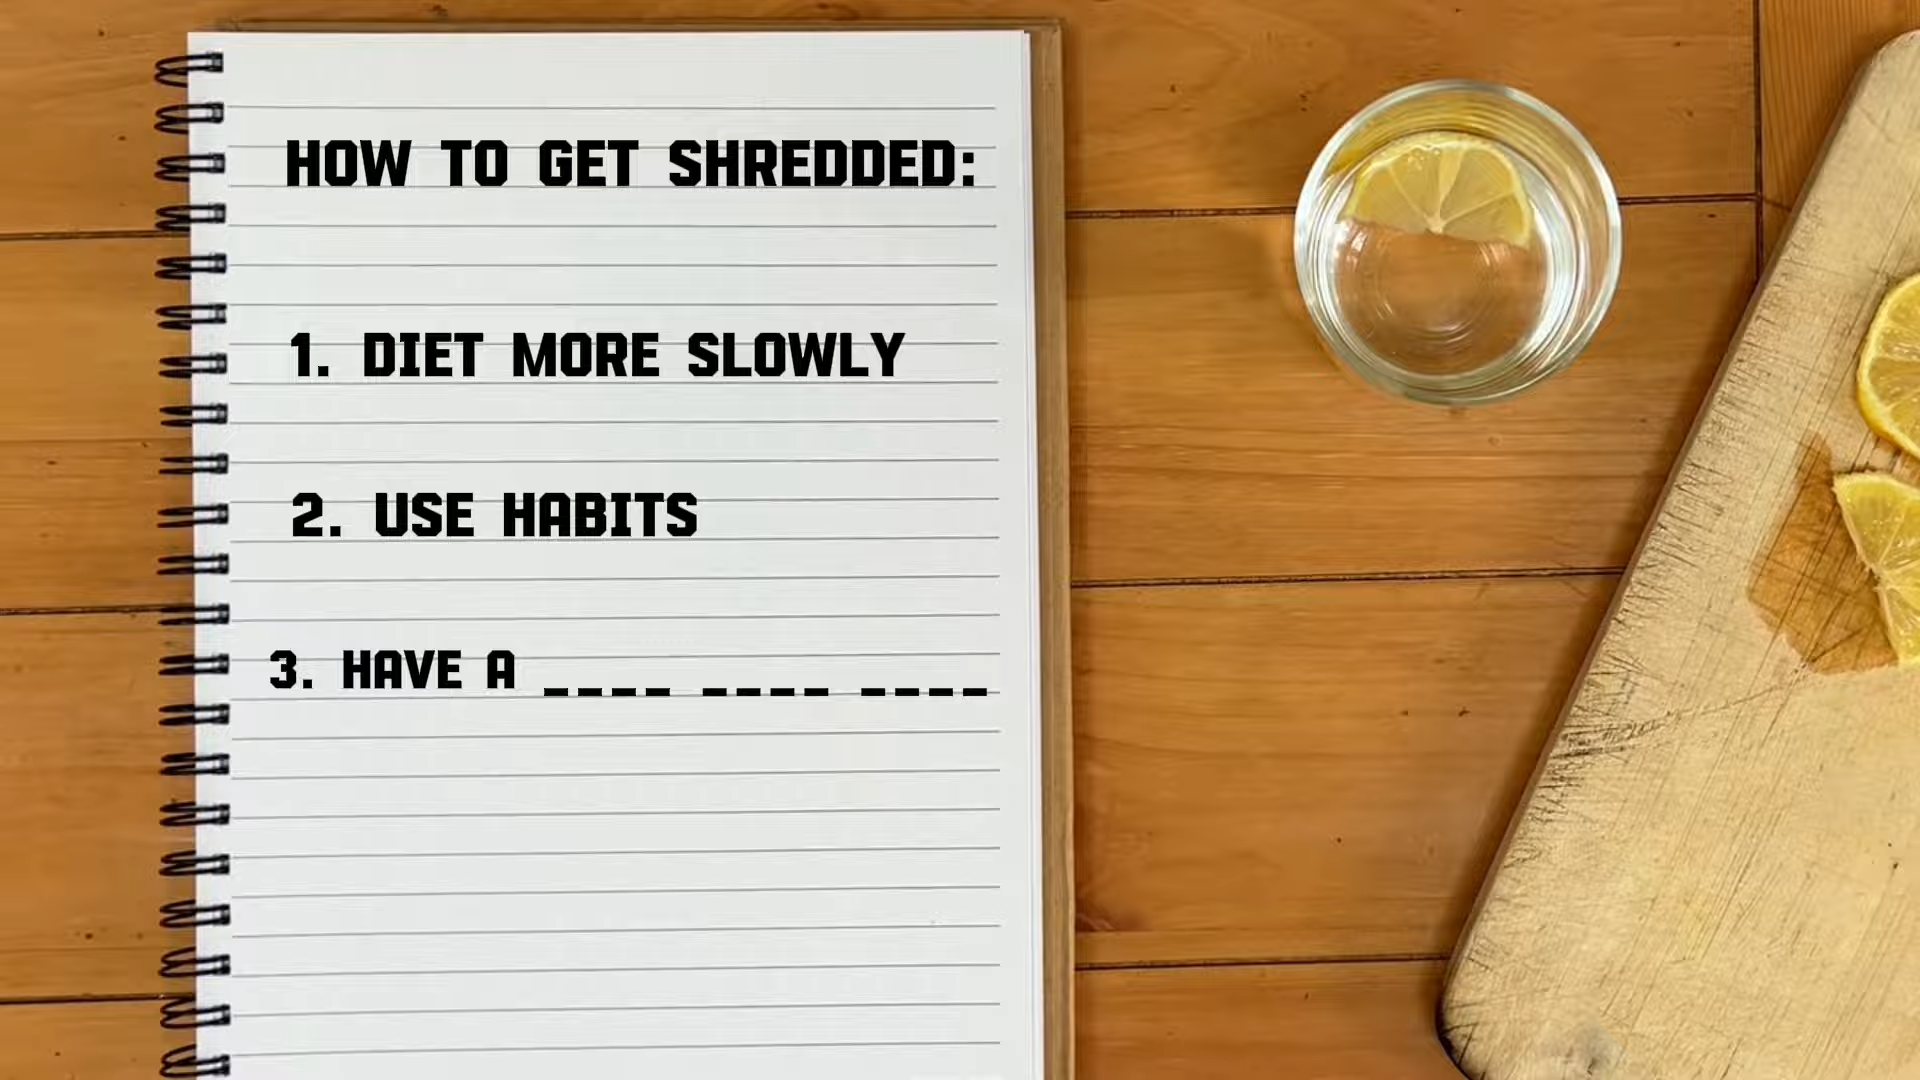 HOW TO GET SHREDDED:
1. DIET MORE SLOWLY
2. USE HABITS
3. HAVE A ____ ____ ____